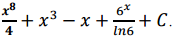 x⁸/4 + x³ − x + 6ˣ/ln6 + C.